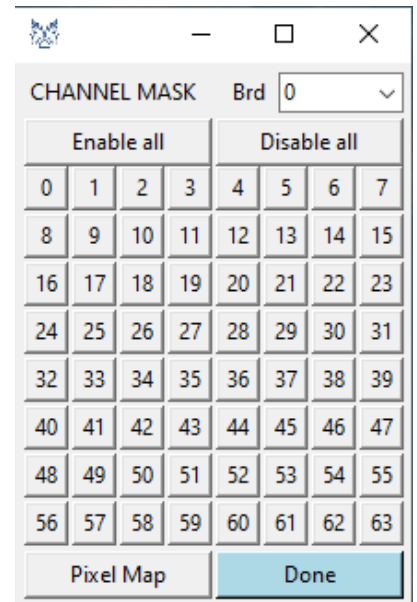 CHANNEL MASK Brd 0
Enable all Disable all
0 1 2 3 4 5 6 7
8 9 10 11 12 13 14 15
16 17 18 19 20 21 22 23
24 25 26 27 28 29 30 31
32 33 34 35 36 37 38 39
40 41 42 43 44 45 46 47
48 49 50 51 52 53 54 55
56 57 58 59 60 61 62 63
Pixel Map Done